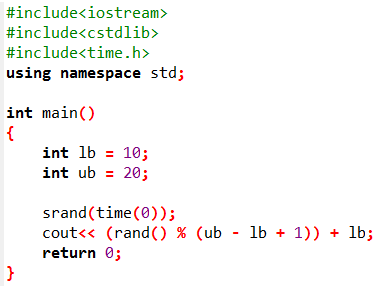 #include<iostream>
#include<cstdlib>
#include<time.h>
using namespace std;
int main()
{
int lb = 10;
int ub = 20;
srand(time(0));
cout<< (rand() % (ub - lb + 1)) + lb;
return 0;
}